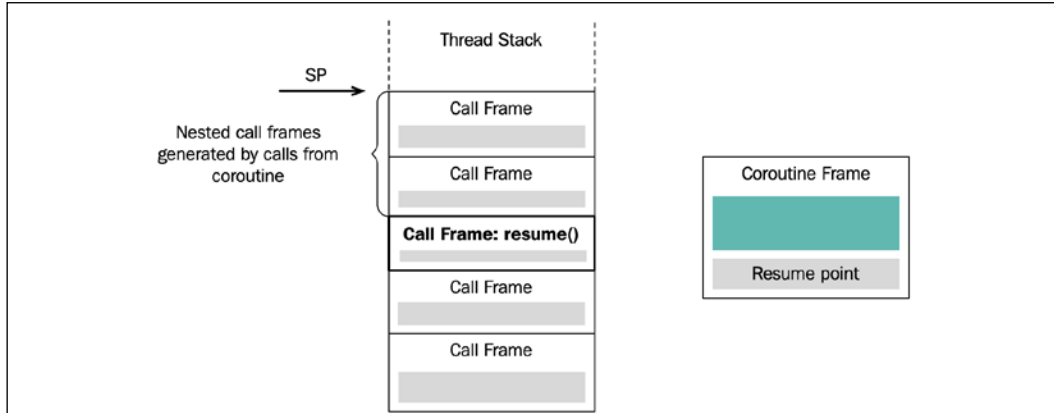 Thread Stack
SP
Call Frame
Nested call frames
generated by calls from
coroutine
Call Frame
Call Frame: resume()
Call Frame
Call Frame
Coroutine Frame
Resume point